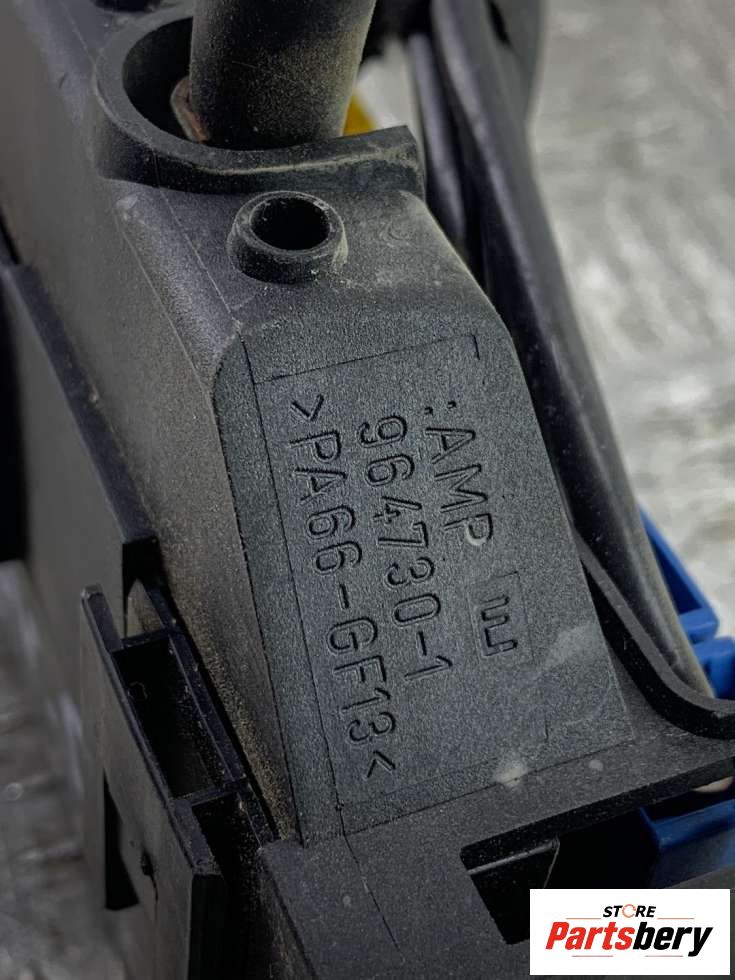 :AMP E
964730-1
>PA66-GF13<
STORE
Partsbery